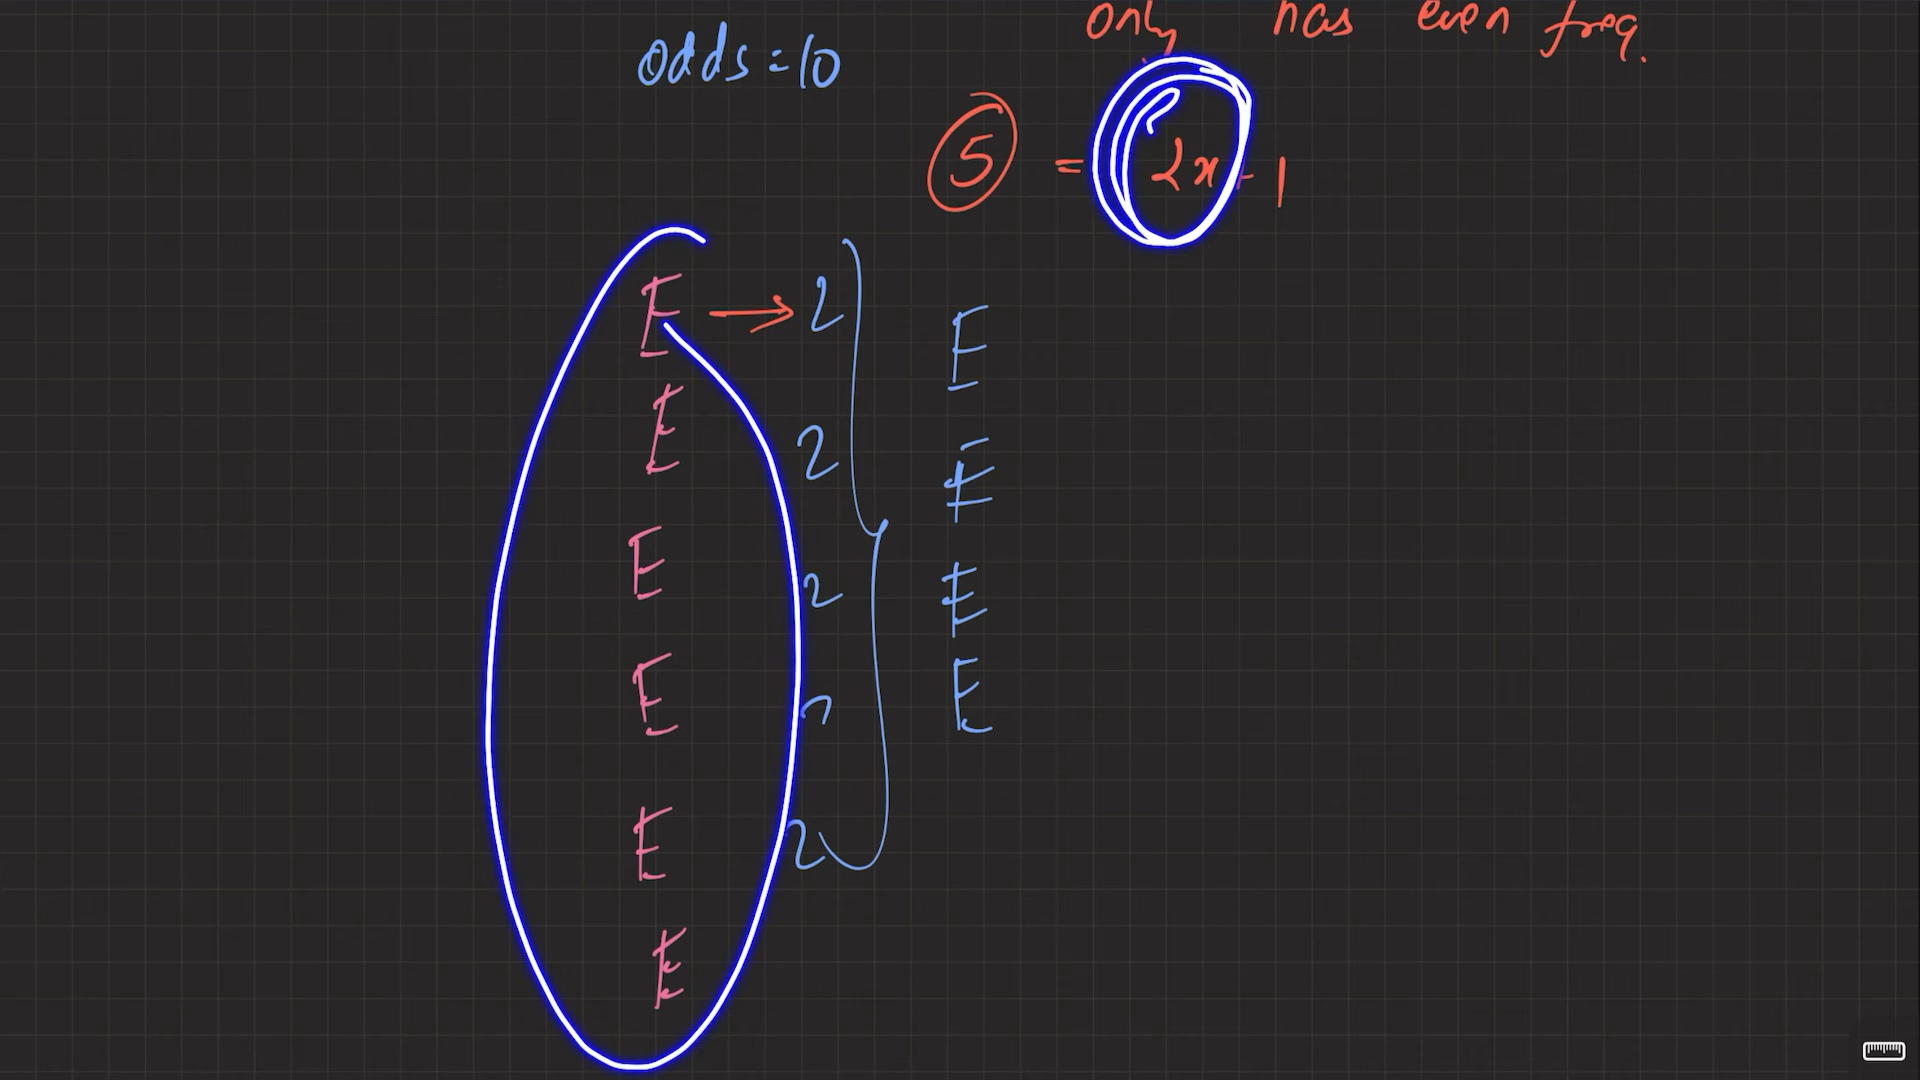 only has even freq.
Odds = 10
5 = 2x + 1
E → 2 E
E 2 E
E 2 E
E 2 E
E 2
E